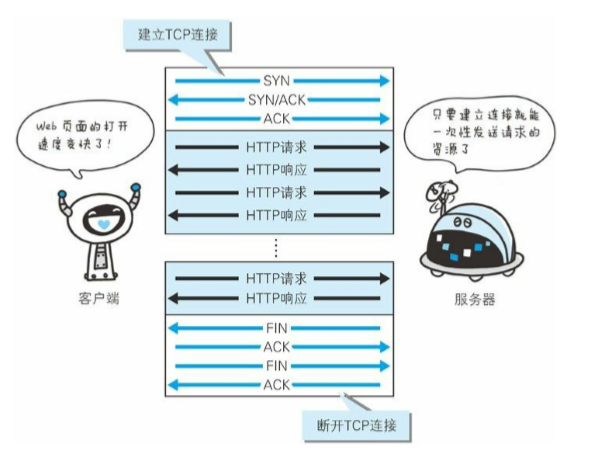 建立TCP连接
SYN
SYN/ACK
ACK
Web 页面的打开
速度变快了!
只要建立连接就能
一次性发送请求的
资源了
HTTP请求
HTTP响应
HTTP请求
HTTP响应
HTTP请求
HTTP响应
客户端
服务器
FIN
ACK
FIN
ACK
断开TCP连接